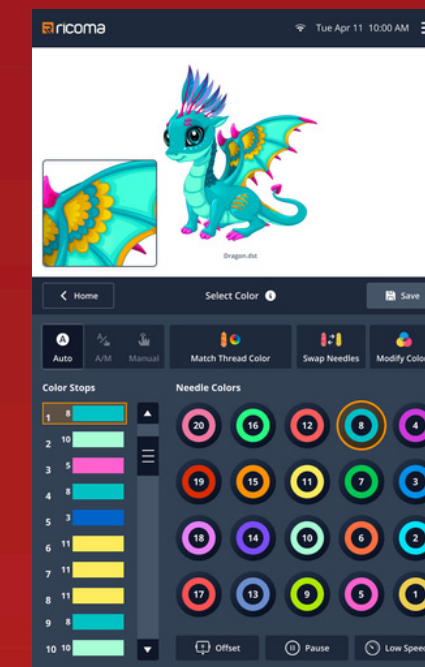 ricoma
Tue Apr 11 10:00 AM
Dragon.dst
Home
Select Color
Save
A
Auto
A/M
A/M
Manual
Match Thread Color
Swap Needles
Modify Color
Color Stops
Needle Colors
1 8
2 10
3 5
4 8
5 3
6 11
7 11
8 11
9 8
10 10
20 16 12 8 4
19 15 11 7 3
18 14 10 6 2
17 13 9 5 1
Offset
Pause
Low Speed